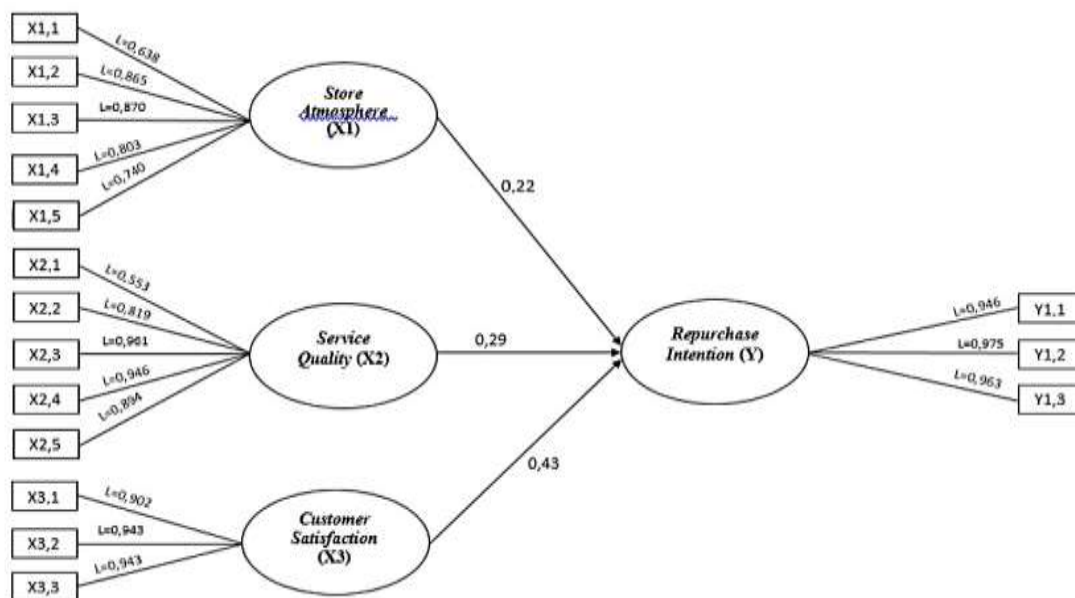 X1,1
L=0,638
X1,2
L=0,865
X1,3
L=0,870
X1,4
L=0,803
X1,5
L=0,740
Store
Atmosphere
(X1)
0,22
X2,1
L=0,553
X2,2
L=0,819
X2,3
L=0,961
X2,4
L=0,946
X2,5
L=0,894
Service
Quality (X2)
0,29
Repurchase
Intention (Y)
L=0,946
Y1,1
L=0,975
Y1,2
L=0,963
Y1,3
X3,1
L=0,902
X3,2
L=0,943
X3,3
L=0,943
Customer
Satisfaction
(X3)
0,43